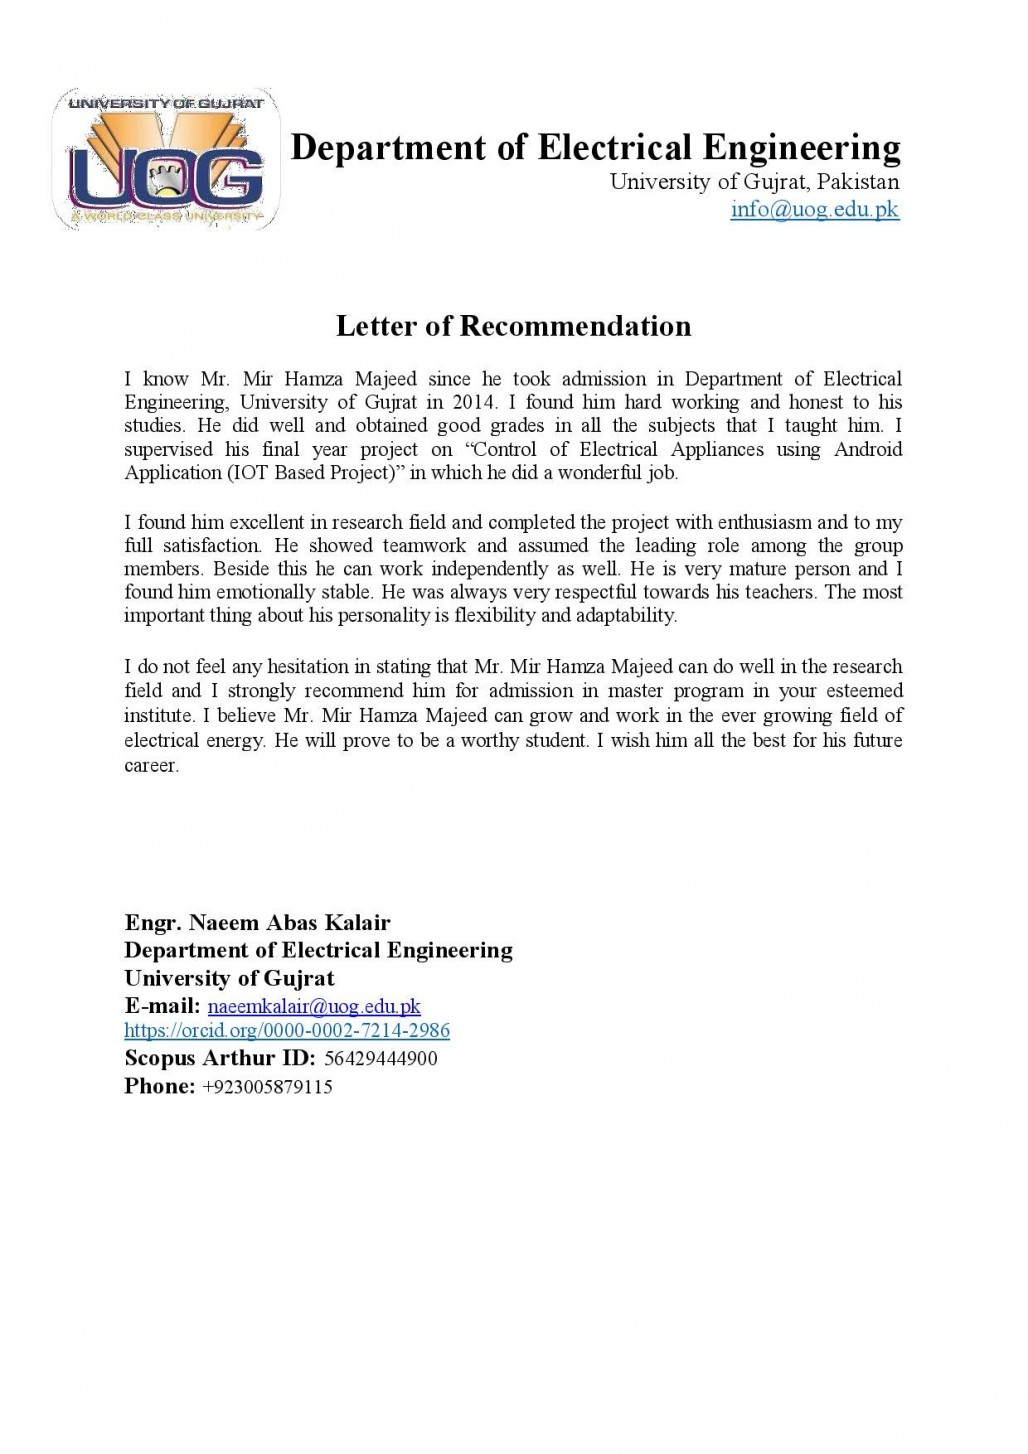 UNIVERSITY OF GUJRAT
UOG
A WORLD CLASS UNIVERSITY
Department of Electrical Engineering
University of Gujrat, Pakistan
info@uog.edu.pk
Letter of Recommendation
I know Mr. Mir Hamza Majeed since he took admission in Department of Electrical
Engineering, University of Gujrat in 2014. I found him hard working and honest to his
studies. He did well and obtained good grades in all the subjects that I taught him. I
supervised his final year project on “Control of Electrical Appliances using Android
Application (IOT Based Project)” in which he did a wonderful job.
I found him excellent in research field and completed the project with enthusiasm and to my
full satisfaction. He showed teamwork and assumed the leading role among the group
members. Beside this he can work independently as well. He is very mature person and I
found him emotionally stable. He was always very respectful towards his teachers. The most
important thing about his personality is flexibility and adaptability.
I do not feel any hesitation in stating that Mr. Mir Hamza Majeed can do well in the research
field and I strongly recommend him for admission in master program in your esteemed
institute. I believe Mr. Mir Hamza Majeed can grow and work in the ever growing field of
electrical energy. He will prove to be a worthy student. I wish him all the best for his future
career.
Engr. Naeem Abas Kalair
Department of Electrical Engineering
University of Gujrat
E-mail: naeemkalair@uog.edu.pk
https://orcid.org/0000-0002-7214-2986
Scopus Arthur ID: 56429444900
Phone: +923005879115